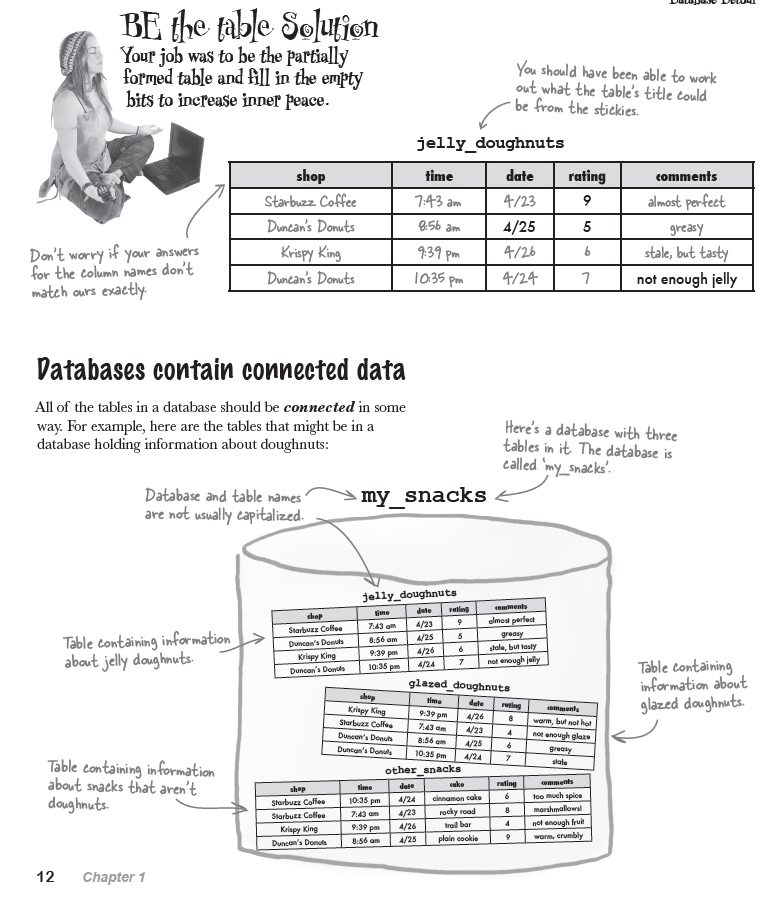 BE the table Solution
Your job was to be the partially
formed table and fill in the empty
bits to increase inner peace.
You should have been able to work
out what the table's title could
be from the stickies.
jelly_doughnuts
shop time date rating comments
Starbuzz Coffee 7:43 am 4/23 9 almost perfect
Duncan's Donuts 8:56 am 4/25 5 greasy
Krispy King 9:39 pm 4/26 6 stale, but tasty
Duncan's Donuts 10:35 pm 4/24 7 not enough jelly
Don't worry if your answers
for the column names don't
match ours exactly.
Databases contain connected data
All of the tables in a database should be connected in some
way. For example, here are the tables that might be in a
database holding information about doughnuts:
Here's a database with three
tables in it. The database is
called 'my_snacks'.
Database and table names
are not usually capitalized.
my_snacks
jelly_doughnuts
shop time date rating comments
Starbuzz Coffee 7:43 am 4/23 9 almost perfect
Duncan's Donuts 8:56 am 4/25 5 greasy
Krispy King 9:39 pm 4/26 6 stale, but tasty
Duncan's Donuts 10:35 pm 4/24 7 not enough jelly
Table containing information
about jelly doughnuts.
glazed_doughnuts
shop time date rating comments
Krispy King 9:39 pm 4/26 8 warm, but not hot
Starbuzz Coffee 7:43 am 4/23 4 not enough glaze
Duncan's Donuts 8:56 am 4/25 6 greasy
Duncan's Donuts 10:35 pm 4/24 7 stale
Table containing
information about
glazed doughnuts.
other_snacks
shop time date cake rating comments
Starbuzz Coffee 10:35 pm 4/24 cinnamon cake 6 too much spice
Starbuzz Coffee 7:43 am 4/23 rocky road 8 marshmallows!
Krispy King 9:39 pm 4/26 trail bar 4 not enough fruit
Duncan's Donuts 8:56 am 4/25 plain cookie 9 warm, crumbly
Table containing information
about snacks that aren't
doughnuts.
12 Chapter 1